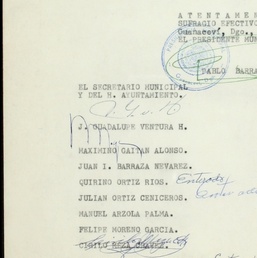 A T E N T A M E N
SUFRAGIO EFECTIVO
Guanaceví, Dgo.,
EL PRESIDENTE MUN
PABLO BARRA
EL SECRETARIO MUNICIPAL
Y DEL H. AYUNTAMIENTO.
J. GUADALUPE VENTURA H.
MAXIMINO GAITAN ALONSO.
JUAN I. BARRAZA NEVAREZ.
QUIRINO ORTIZ RIOS.
JULIAN ORTIZ CENICEROS.
MANUEL ARZOLA PALMA.
FELIPE MORENO GARCIA.